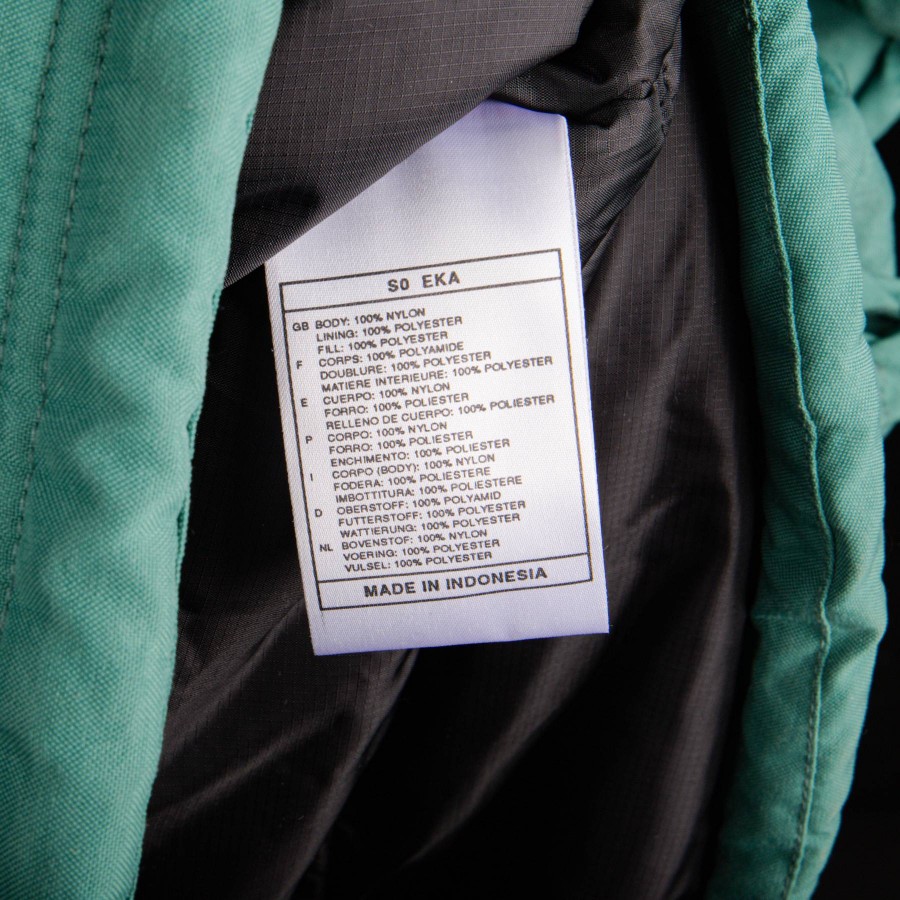 S0 EKA
GB BODY: 100% NYLON
LINING: 100% POLYESTER
FILL: 100% POLYESTER
F CORPS: 100% POLYAMIDE
DOUBLURE: 100% POLYESTER
MATIERE INTERIEURE: 100% POLYESTER
E CUERPO: 100% NYLON
FORRO: 100% POLIESTER
RELLENO DE CUERPO: 100% POLIESTER
P CORPO: 100% NYLON
FORRO: 100% POLIESTER
ENCHIMENTO: 100% POLIESTER
I CORPO (BODY): 100% NYLON
FODERA: 100% POLIESTERE
IMBOTTITURA: 100% POLIESTERE
D OBERSTOFF: 100% POLYAMID
FUTTERSTOFF: 100% POLYESTER
WATTIERUNG: 100% POLYESTER
NL BOVENSTOF: 100% NYLON
VOERING: 100% POLYESTER
VULSEL: 100% POLYESTER
MADE IN INDONESIA